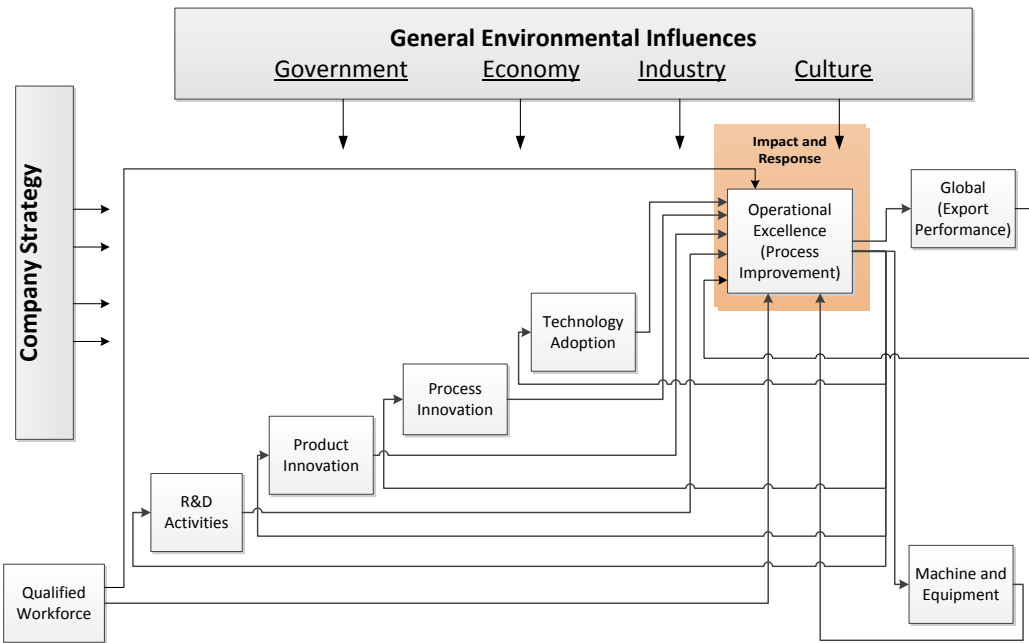 General Environmental Influences
Government Economy Industry Culture
Company Strategy
Impact and
Response
Operational
Excellence
(Process
Improvement)
Global
(Export
Performance)
Technology
Adoption
Process
Innovation
Product
Innovation
R&D
Activities
Qualified
Workforce
Machine and
Equipment